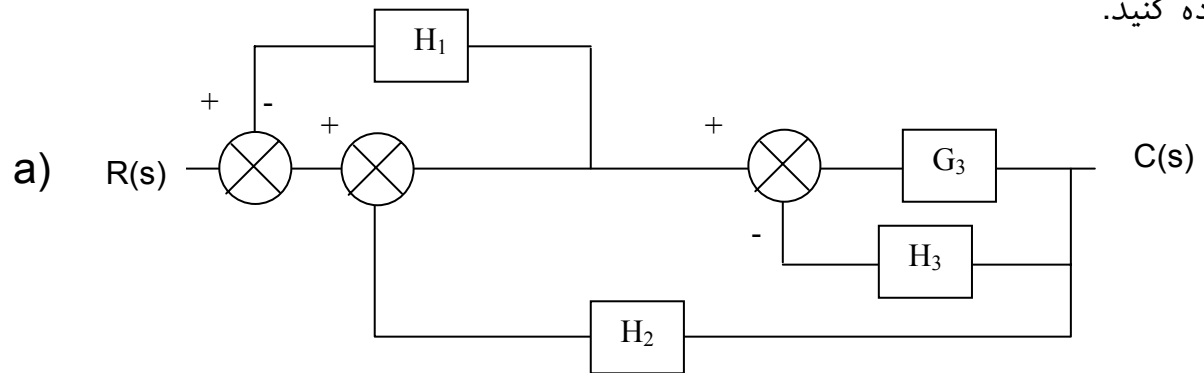 ده کنید.
H₁
+ -
+
+
a) R(s)
G₃
C(s)
-
H₃
H₂